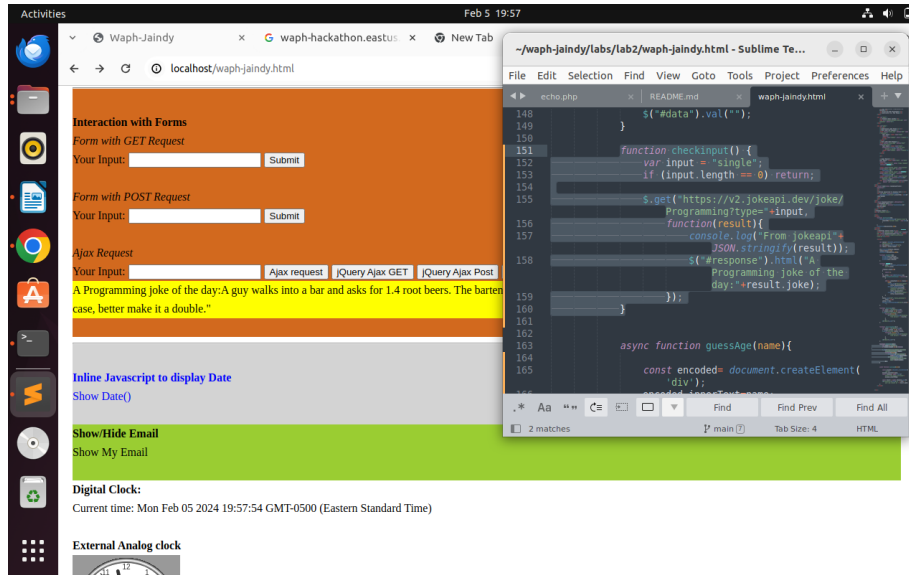 Activities
Feb 5 19:57
Waph-Jaindy
waph-hackathon.eastus
New Tab
localhost/waph-jaindy.html
Interaction with Forms
Form with GET Request
Your Input:
Submit
Form with POST Request
Your Input:
Submit
Ajax Request
Your Input:
Ajax request
jQuery Ajax GET
jQuery Ajax Post
A Programming joke of the day:A guy walks into a bar and asks for 1.4 root beers. The barten
case, better make it a double."
Inline Javascript to display Date
Show Date()
Show/Hide Email
Show My Email
Digital Clock:
Current time: Mon Feb 05 2024 19:57:54 GMT-0500 (Eastern Standard Time)
External Analog clock
12
11
1
~/waph-jaindy/labs/lab2/waph-jaindy.html - Sublime Te...
File Edit Selection Find View Goto Tools Project Preferences Help
echo.php
README.md
waph-jaindy.html
148 $("#data").val("");
149 }
150
151 function checkinput() {
152 var input = "single";
153 if (input.length == 0) return;
154
155 $.get("https://v2.jokeapi.dev/joke/
Programming?type="+input,
156 function(result){
157 console.log("From jokeapi"+
JSON.stringify(result));
158 $("#response").html("A
Programming joke of the
day:"+result.joke);
159 });
160 }
161
162
163 async function guessAge(name){
164
165 const encoded= document.createElement(
'div');
.* Aa “” Find Find Prev Find All
2 matches
main 7
Tab Size: 4
HTML